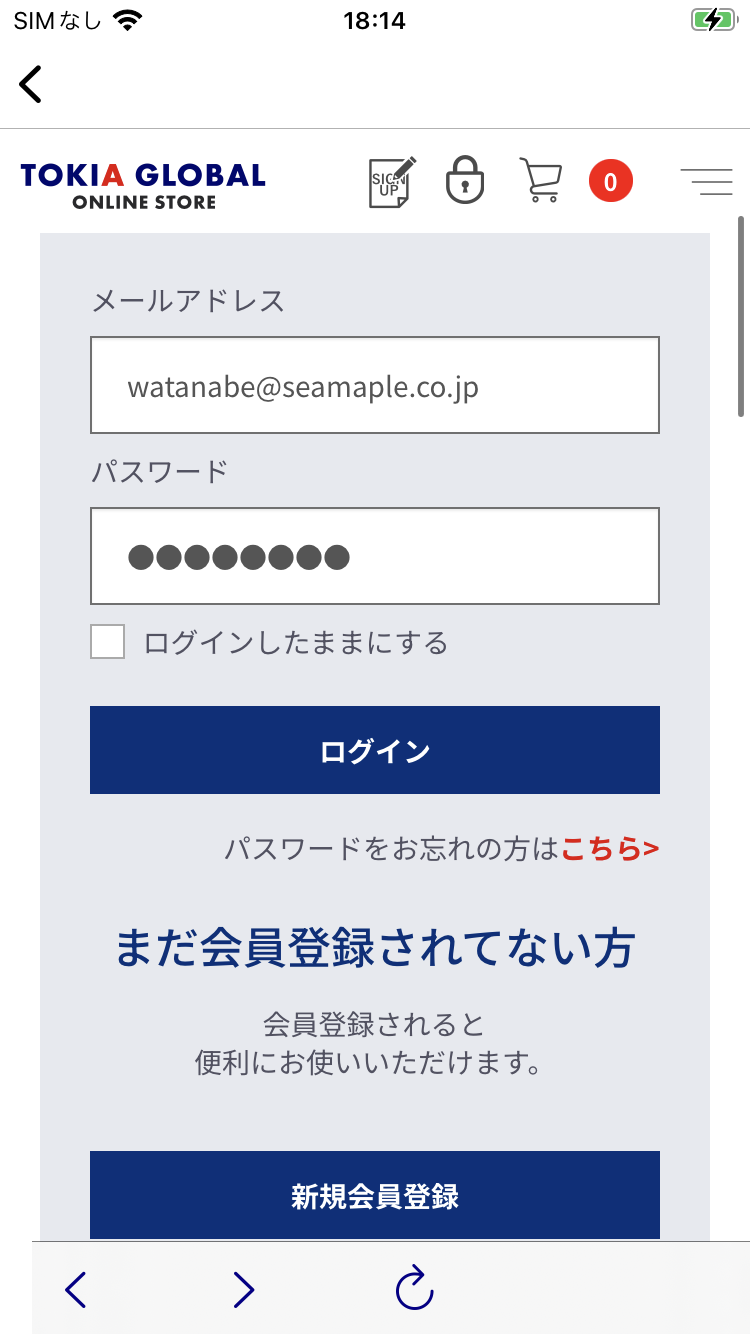 SIMなし
18:14
TOKIA GLOBAL
ONLINE STORE
SIGN
UP
0
メールアドレス
watanabe@seamaple.co.jp
パスワード
●●●●●●●●
ログインしたままにする
ログイン
パスワードをお忘れの方はこちら>
まだ会員登録されてない方
会員登録されると
便利にお使いいただけます。
新規会員登録